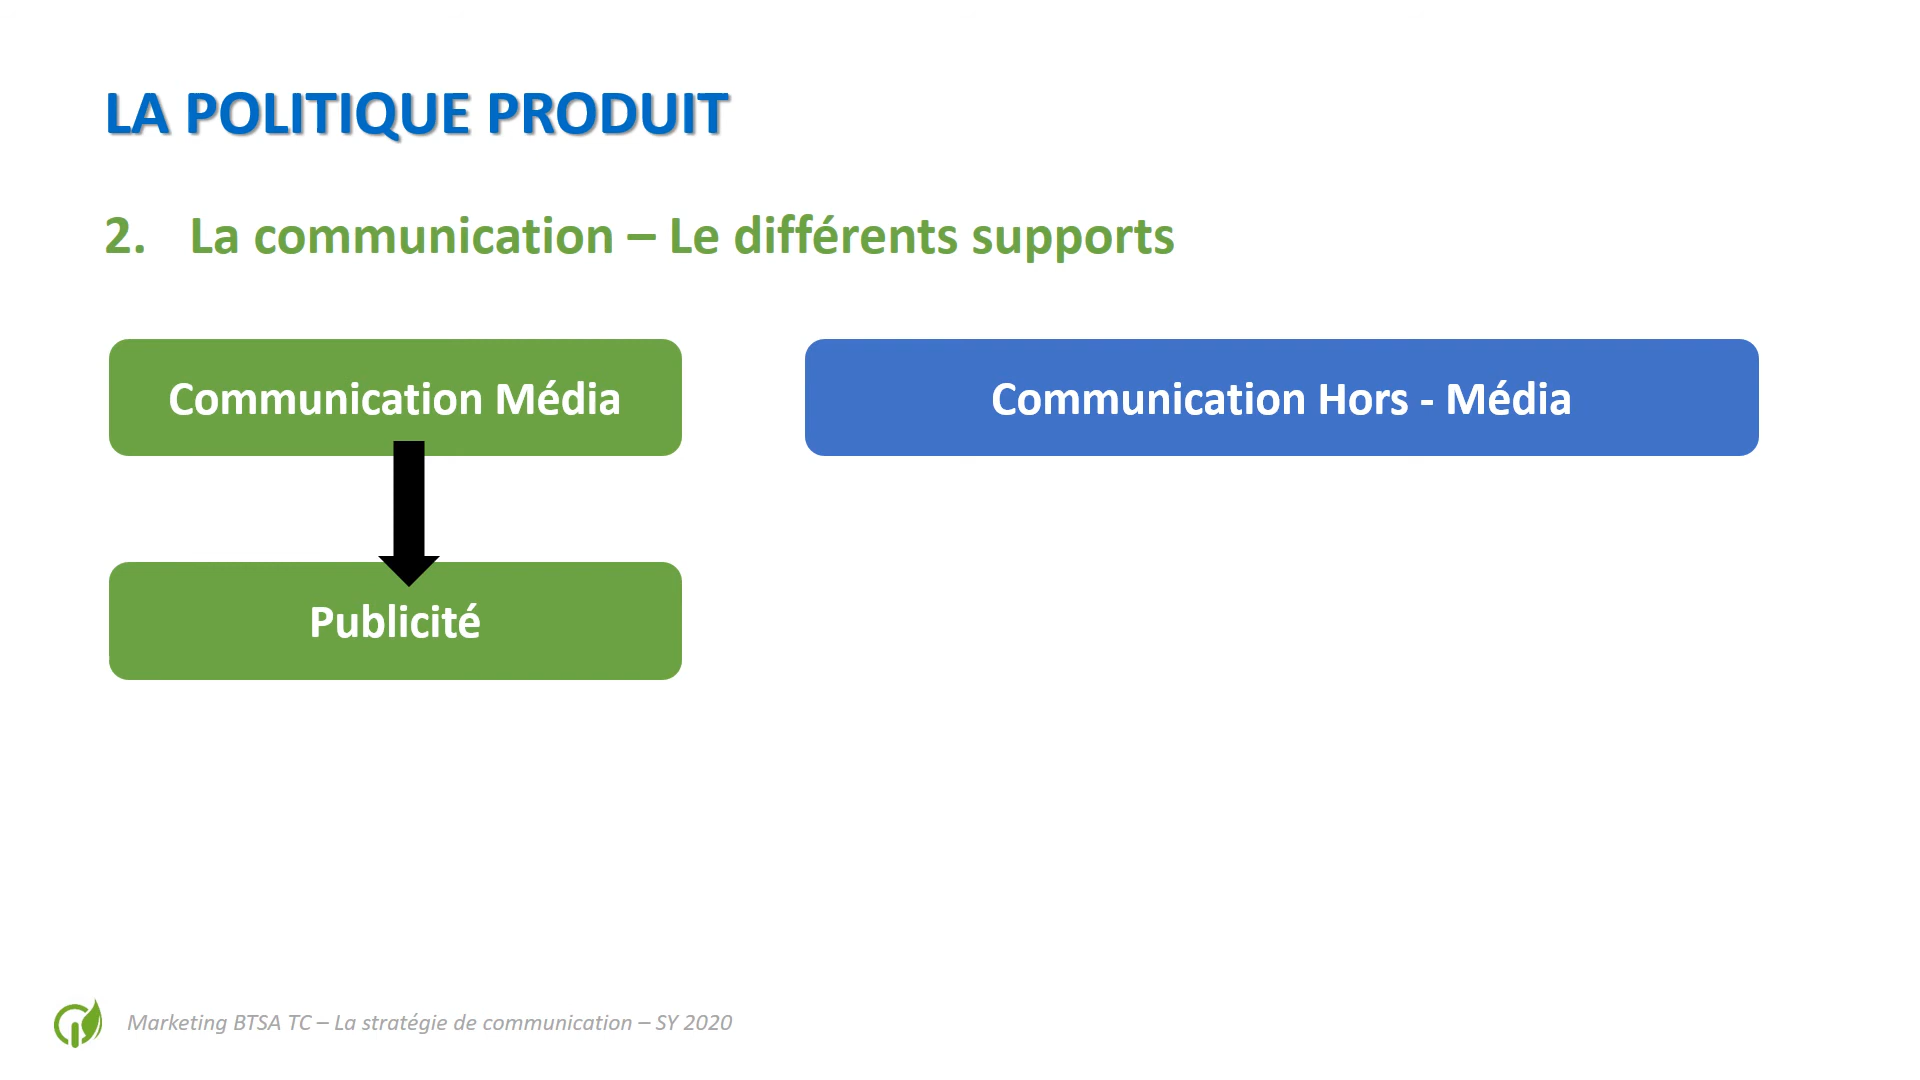 LA POLITIQUE PRODUIT
2. La communication – Le différents supports
Communication Média
Communication Hors - Média
Publicité
Marketing BTSA TC – La stratégie de communication – SY 2020